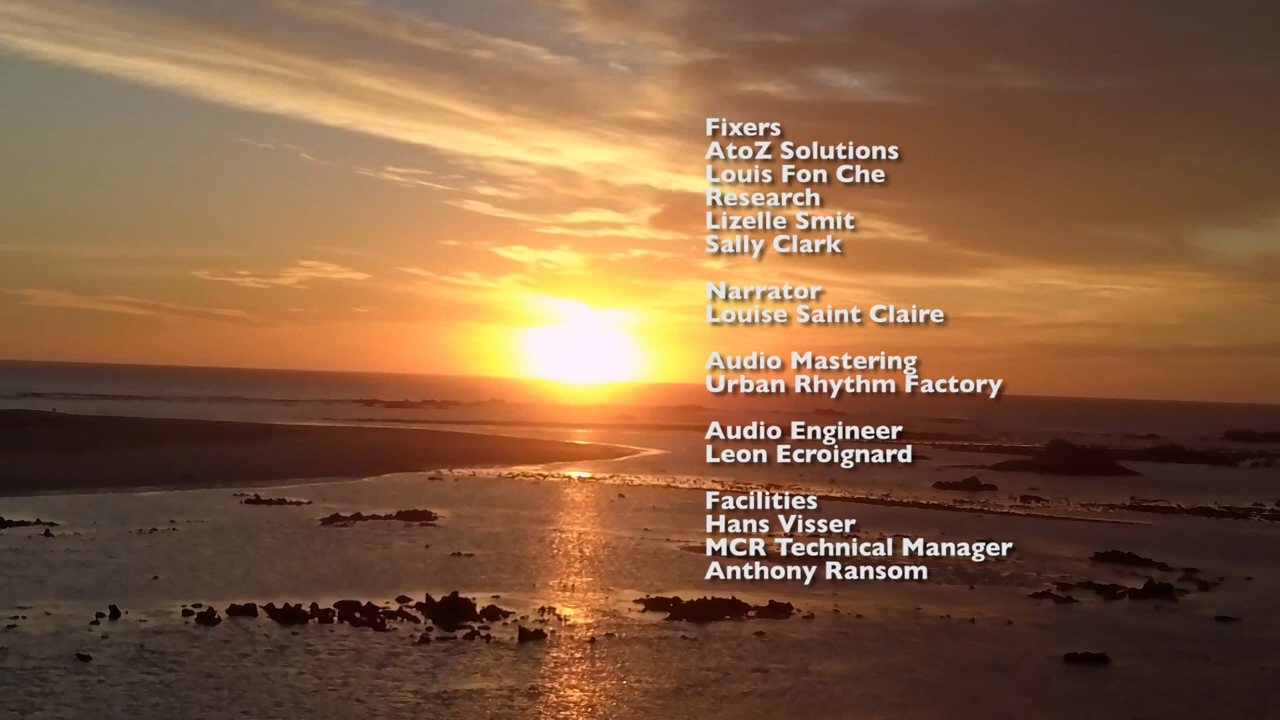 Fixers
AtoZ Solutions
Louis Fon Che
Research
Lizelle Smit
Sally Clark
Narrator
Louise Saint Claire
Audio Mastering
Urban Rhythm Factory
Audio Engineer
Leon Ecroignard
Facilities
Hans Visser
MCR Technical Manager
Anthony Ransom